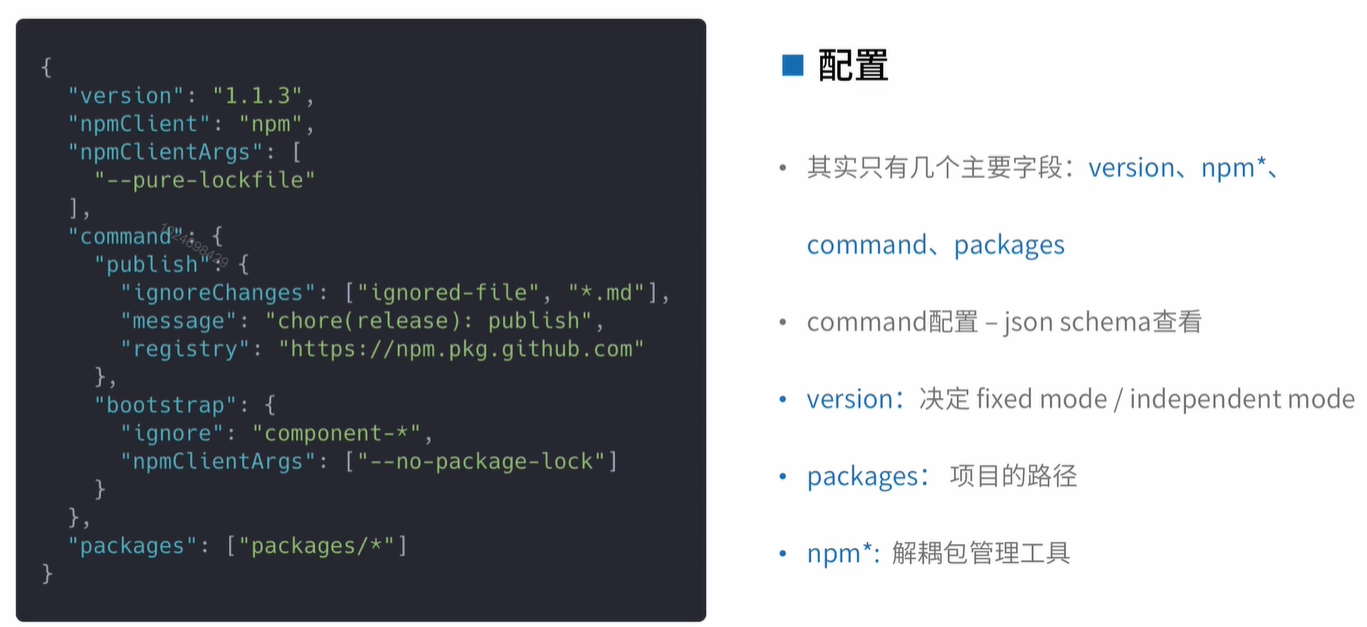 {
"version": "1.1.3",
"npmClient": "npm",
"npmClientArgs": [
"--pure-lockfile"
],
"command": {
"publish": {
"ignoreChanges": ["ignored-file", "*.md"],
"message": "chore(release): publish",
"registry": "https://npm.pkg.github.com"
},
"bootstrap": {
"ignore": "component-*",
"npmClientArgs": ["--no-package-lock"]
}
},
"packages": ["packages/*"]
}
■ 配置
• 其实只有几个主要字段：version、npm*、
command、packages
• command配置 – json schema查看
• version：决定 fixed mode / independent mode
• packages： 项目的路径
• npm*: 解耦包管理工具